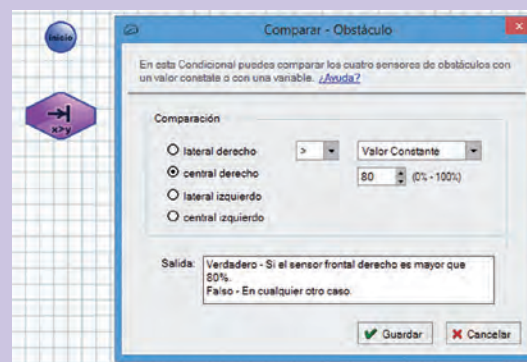 inicio
x>y
Comparar - Obstáculo
x
En esta Condicional puedes comparar los cuatro sensores de obstáculos con
un valor constate o con una variable. ¿Ayuda?
Comparación
lateral derecho
> Valor Constante
central derecho
80 (0% - 100%)
lateral izquierdo
central izquierdo
Salida: Verdadero - Si el sensor frontal derecho es mayor que
80%.
Falso - En cualquier otro caso.
Guardar Cancelar